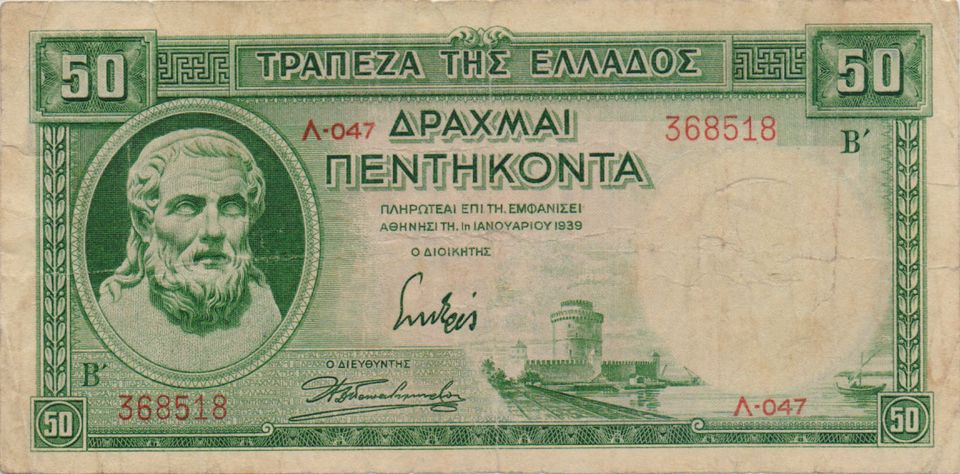 50 ΤΡΑΠΕΖΑ ΤΗΣ ΕΛΛΑΔΟΣ 50
Λ-047 ΔΡΑΧΜΑΙ 368518
ΠΕΝΤΗΚΟΝΤΑ Β΄
ΠΛΗΡΩΤΕΑΙ ΕΠΙ ΤΗ. ΕΜΦΑΝΙΣΕΙ
ΑΘΗΝΗΣΙ ΤΗ. 1η ΙΑΝΟΥΑΡΙΟΥ 1939
Ο ΔΙΟΙΚΗΤΗΣ
Ο ΔΙΕΥΘΥΝΤΗΣ
Β΄
368518 Λ-047
50 50